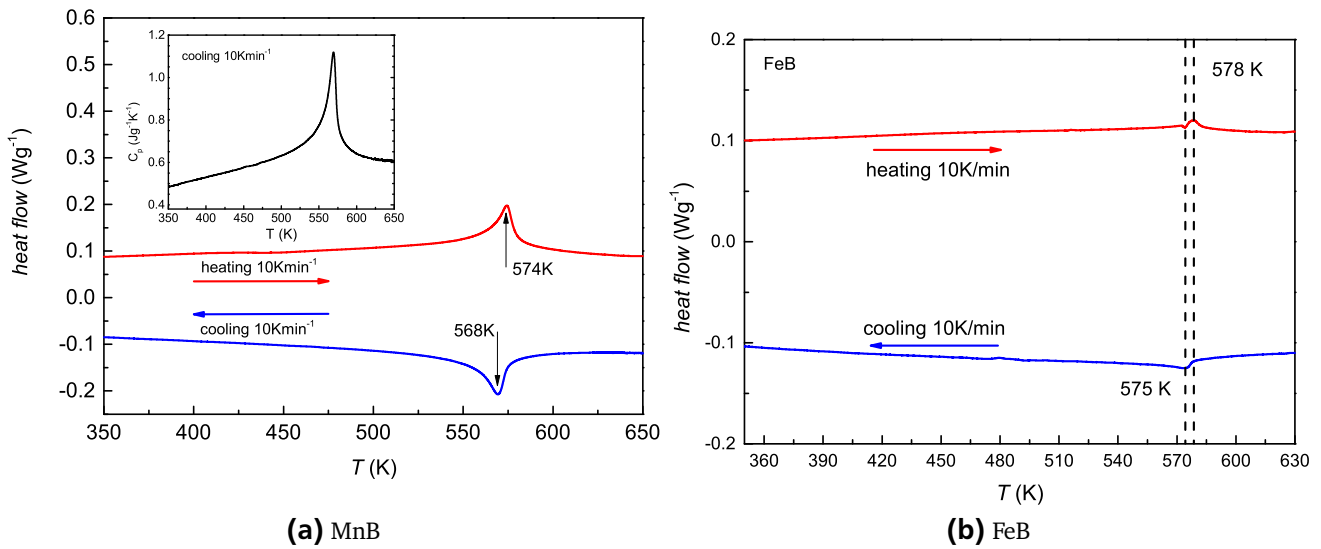 0.6
0.5
0.4
0.3
0.2
0.1
0.0
-0.1
-0.2
heat flow (Wg⁻¹)
350 400 450 500 550 600 650
T (K)
cooling 10Kmin⁻¹
1.2
1.0
0.8
0.6
0.4
Cₚ (Jg⁻¹K⁻¹)
350 400 450 500 550 600 650
T (K)
574K
heating 10Kmin⁻¹
cooling 10Kmin⁻¹
568K
(a) MnB
0.2
0.1
0.0
-0.1
-0.2
heat flow (Wg⁻¹)
FeB
578 K
heating 10K/min
cooling 10K/min
575 K
360 390 420 450 480 510 540 570 600 630
T (K)
(b) FeB